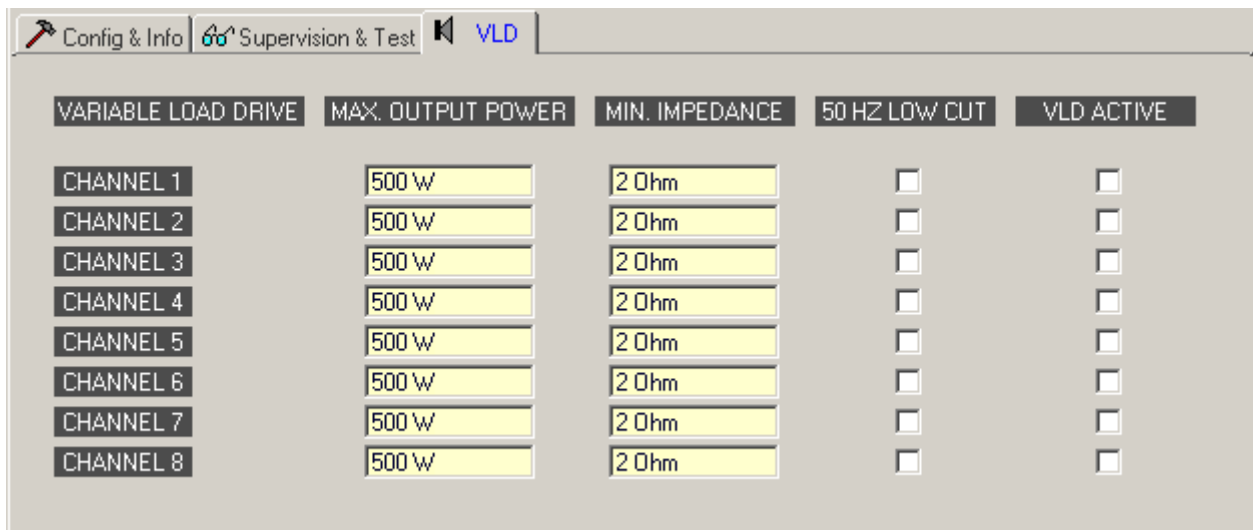 Config & Info Supervision & Test VLD
VARIABLE LOAD DRIVE MAX. OUTPUT POWER MIN. IMPEDANCE 50 HZ LOW CUT VLD ACTIVE
CHANNEL 1 500 W 2 Ohm
CHANNEL 2 500 W 2 Ohm
CHANNEL 3 500 W 2 Ohm
CHANNEL 4 500 W 2 Ohm
CHANNEL 5 500 W 2 Ohm
CHANNEL 6 500 W 2 Ohm
CHANNEL 7 500 W 2 Ohm
CHANNEL 8 500 W 2 Ohm